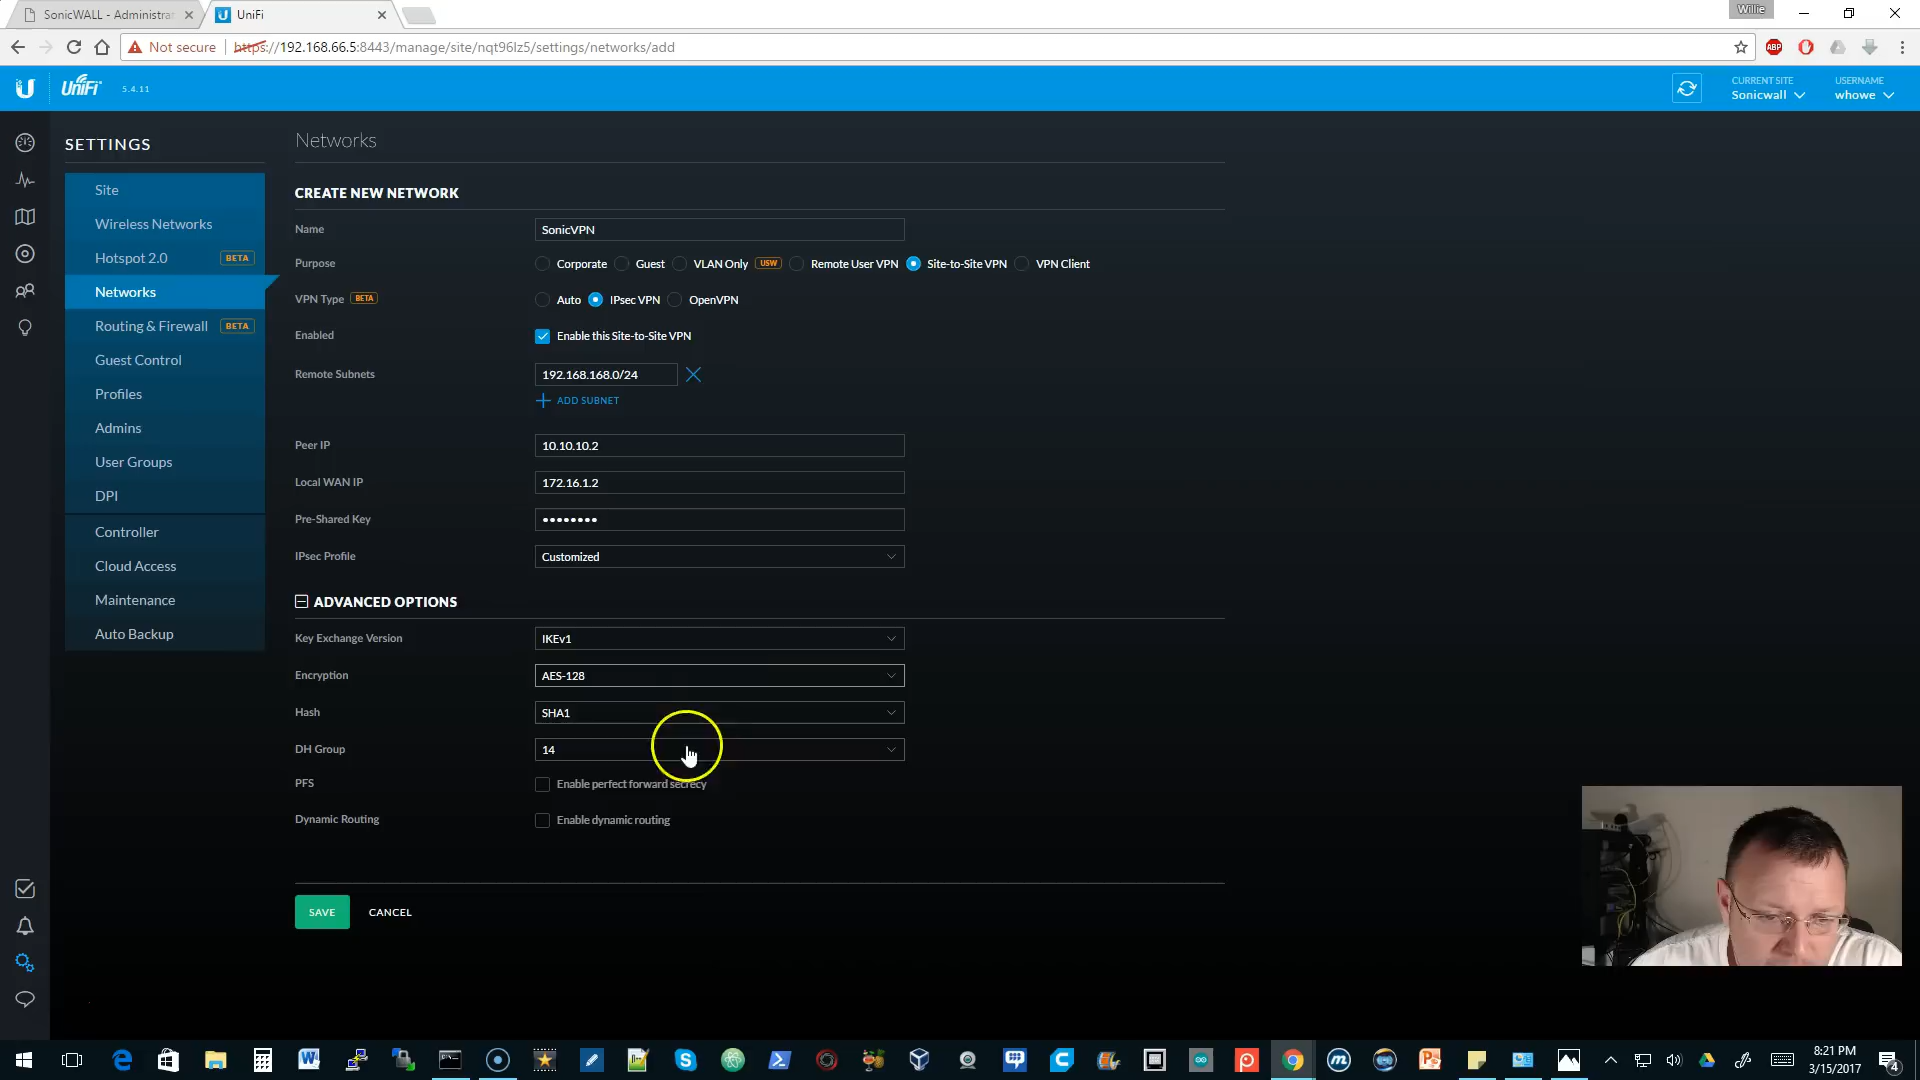 SonicWALL - Administra
UniFi
Willie
Not secure
https://192.168.66.5:8443/manage/site/nqt96lz5/settings/networks/add
ABP
U
UniFi
5.4.11
CURRENT SITE
Sonicwall
USERNAME
whowe
SETTINGS
Site
Wireless Networks
Hotspot 2.0 BETA
Networks
Routing & Firewall BETA
Guest Control
Profiles
Admins
User Groups
DPI
Controller
Cloud Access
Maintenance
Auto Backup
Networks
CREATE NEW NETWORK
Name SonicVPN
Purpose Corporate Guest VLAN Only USW Remote User VPN Site-to-Site VPN VPN Client
VPN Type BETA Auto IPsec VPN OpenVPN
Enabled Enable this Site-to-Site VPN
Remote Subnets 192.168.168.0/24
ADD SUBNET
Peer IP 10.10.10.2
Local WAN IP 172.16.1.2
Pre-Shared Key ••••••••
IPsec Profile Customized
ADVANCED OPTIONS
Key Exchange Version IKEv1
Encryption AES-128
Hash SHA1
DH Group 14
PFS Enable perfect forward secrecy
Dynamic Routing Enable dynamic routing
SAVE CANCEL
8:21 PM
3/15/2017
4